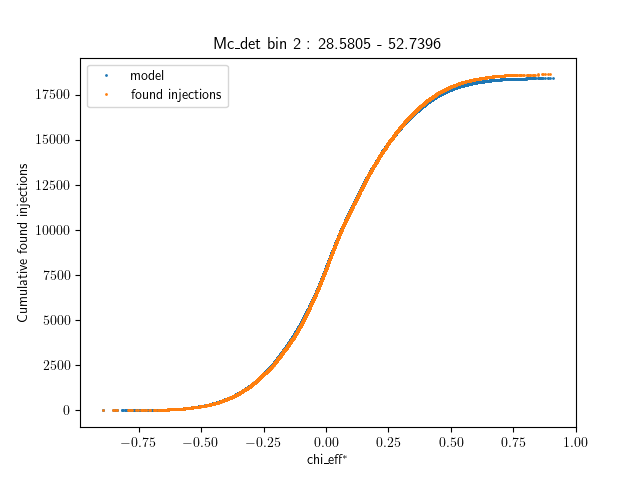 Mc_det bin 2 : 28.5805 - 52.7396
model
found injections
Cumulative found injections
17500
15000
12500
10000
7500
5000
2500
0
−0.75 −0.50 −0.25 0.00 0.25 0.50 0.75 1.00
chi_eff*